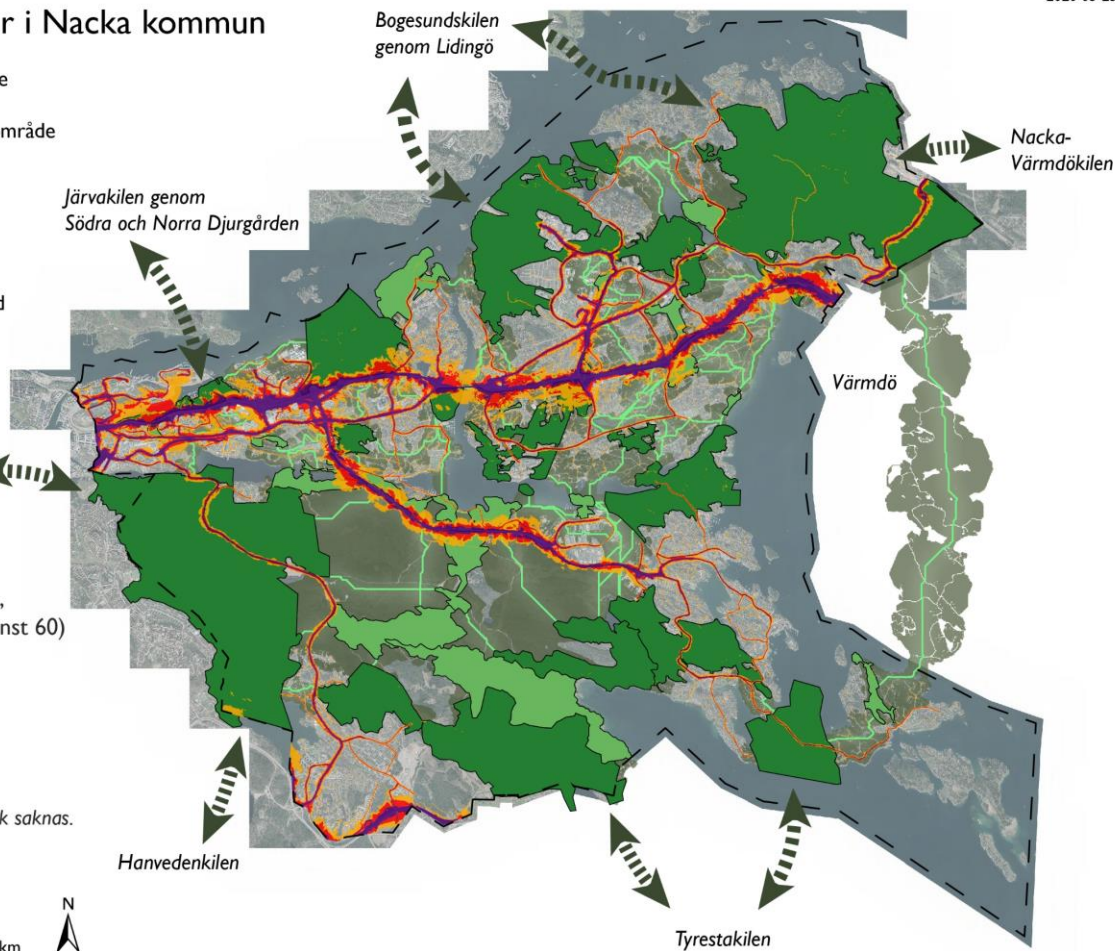 r i Nacka kommun
e
mråde
d
,
nst 60)
k saknas.
km
N
Bogesundskilen
genom Lidingö
Nacka-
Värmdökilen
Järvakilen genom
Södra och Norra Djurgården
Värmdö
Hanvedenkilen
Tyrestakilen